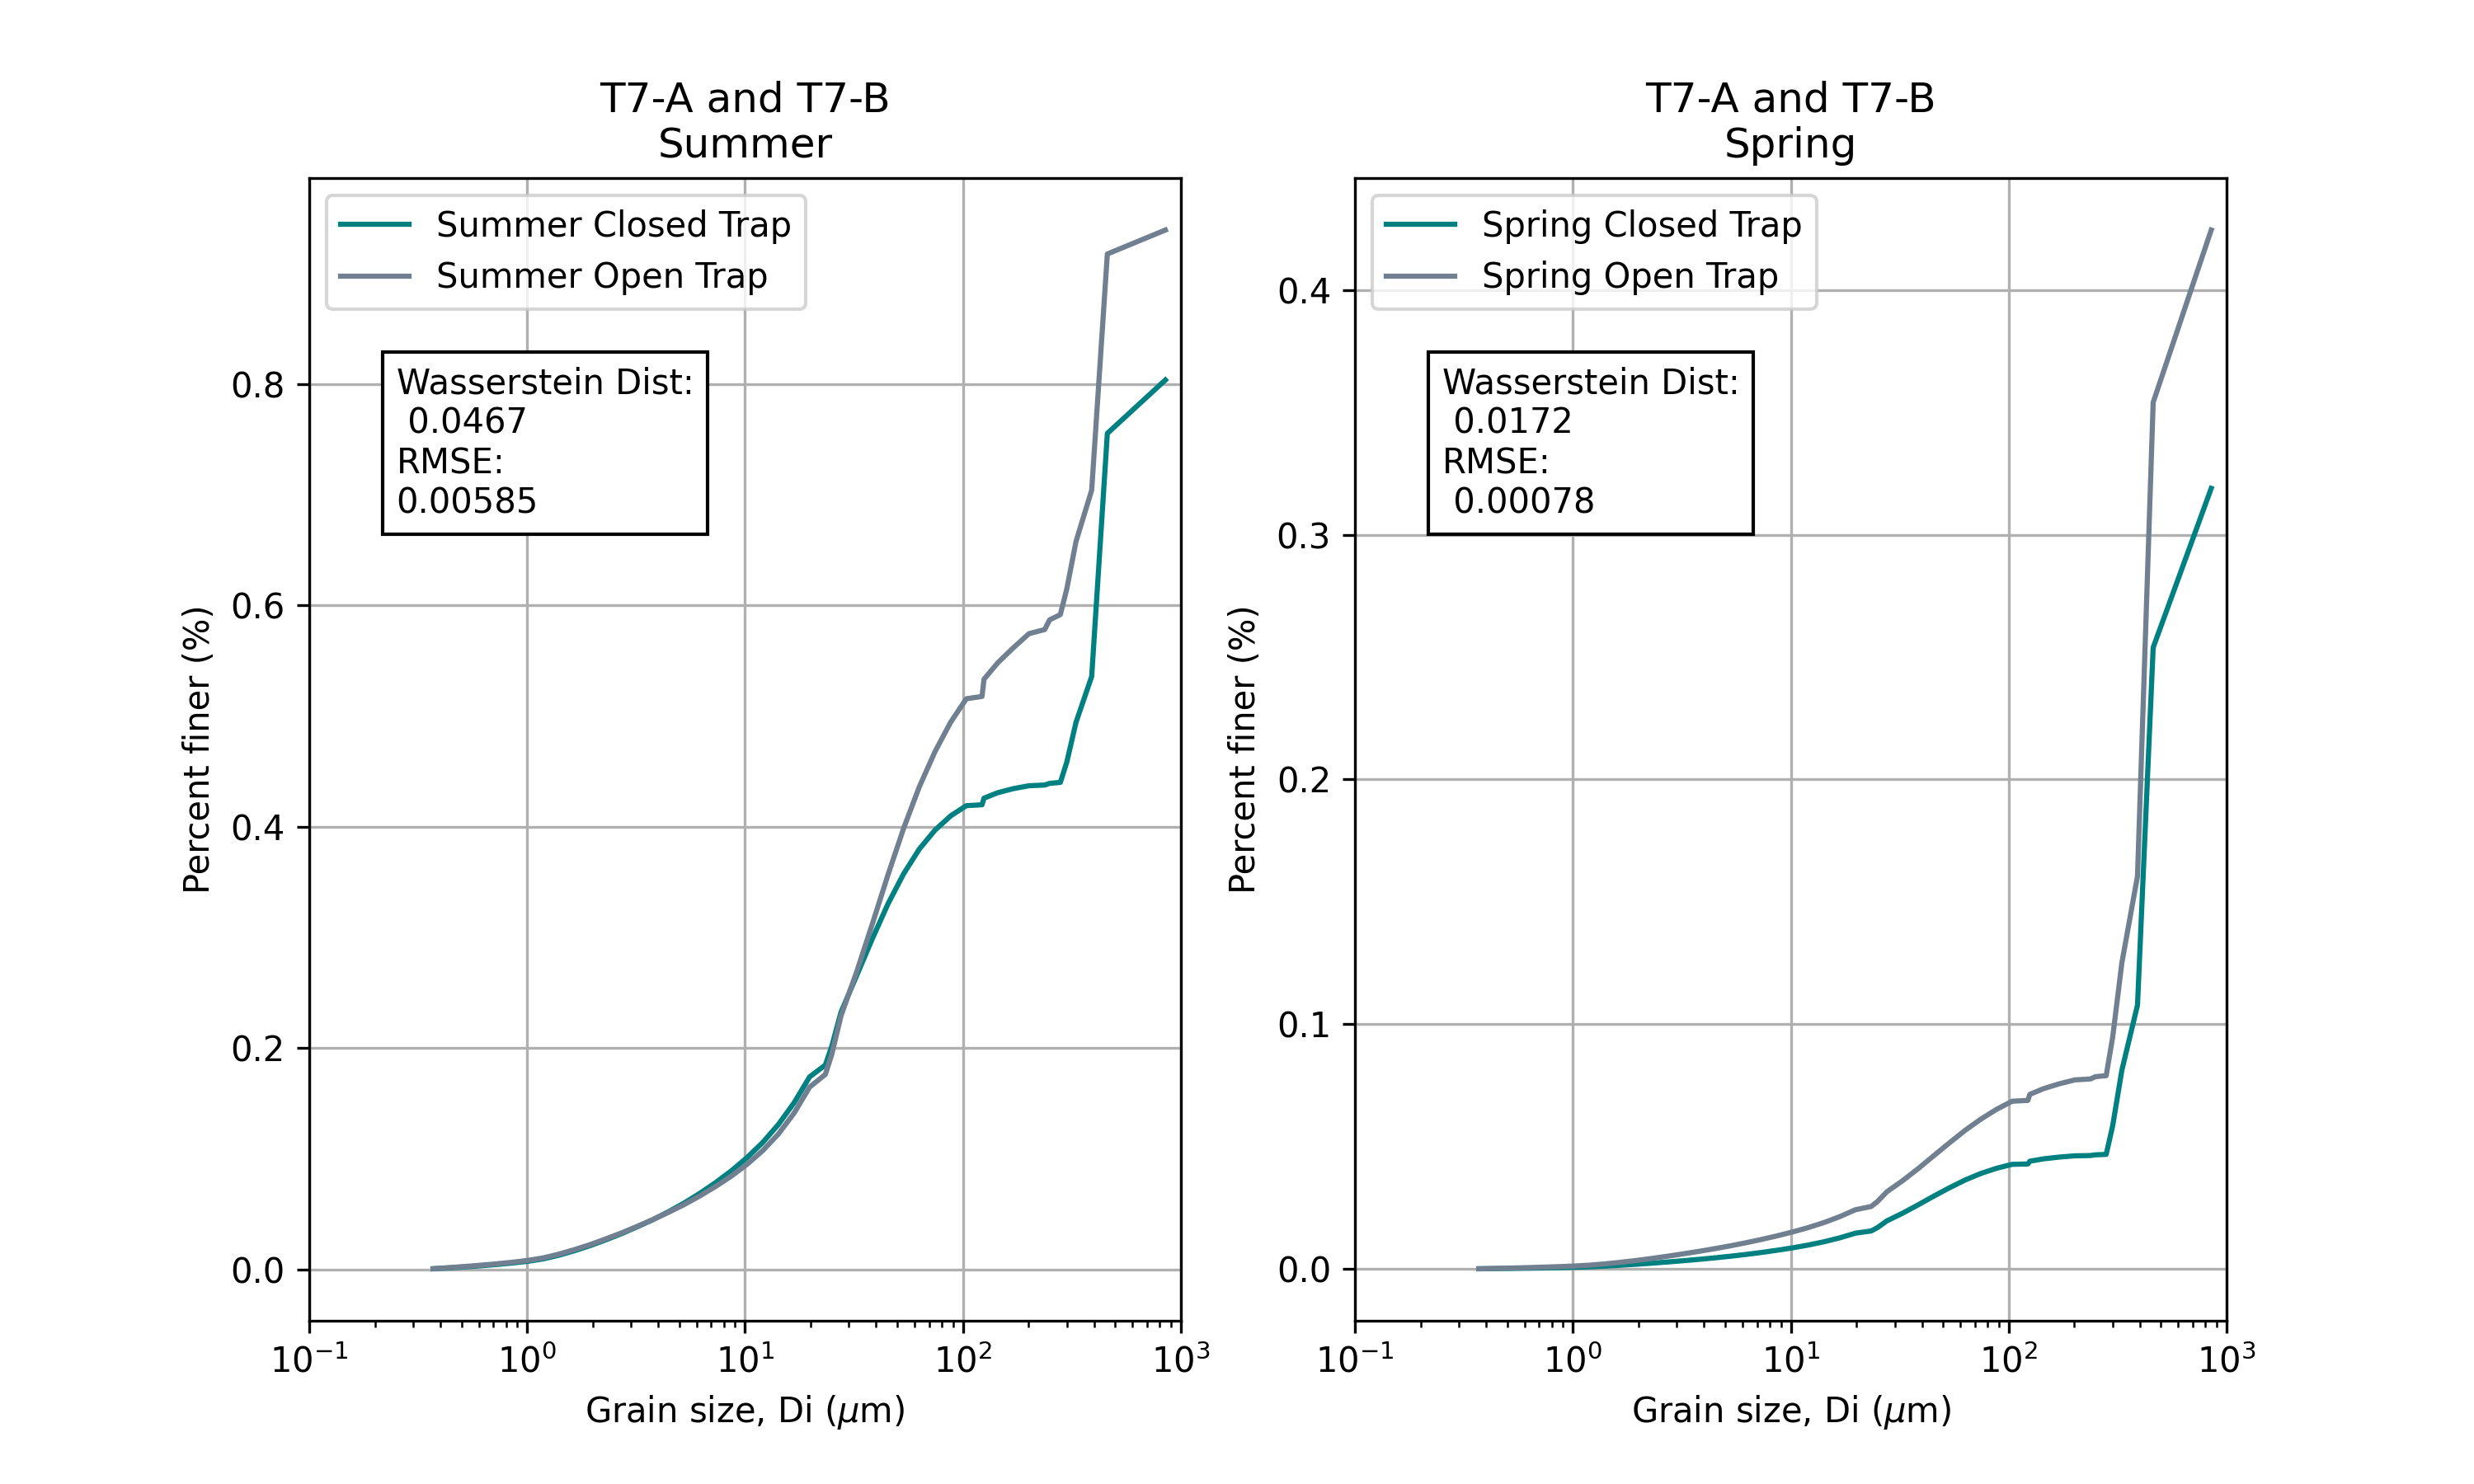 T7-A and T7-B
Summer
Summer Closed Trap
Summer Open Trap
Wasserstein Dist:
0.0467
RMSE:
0.00585
0.8
0.6
0.4
0.2
0.0
Percent finer (%)
10⁻¹ 10⁰ 10¹ 10² 10³
Grain size, Di (μm)
T7-A and T7-B
Spring
Spring Closed Trap
Spring Open Trap
Wasserstein Dist:
0.0172
RMSE:
0.00078
0.4
0.3
0.2
0.1
0.0
Percent finer (%)
10⁻¹ 10⁰ 10¹ 10² 10³
Grain size, Di (μm)